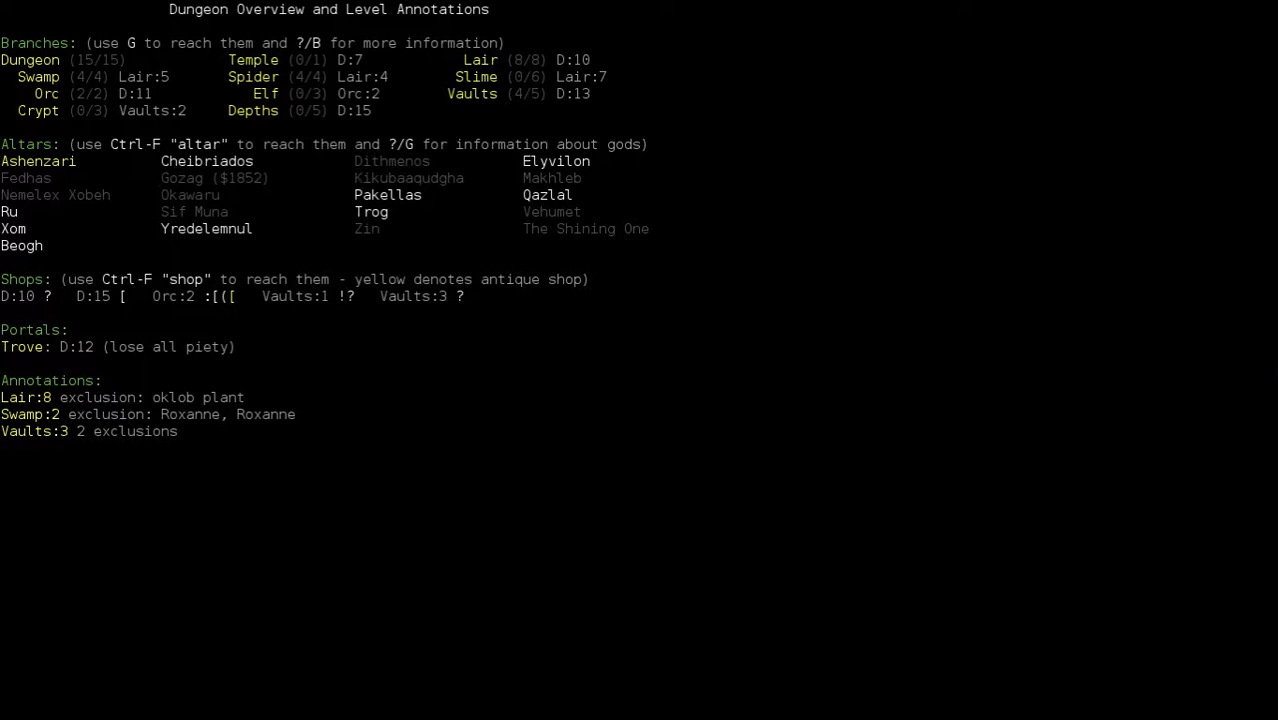 Dungeon Overview and Level Annotations
Branches: (use G to reach them and ?/B for more information)
Dungeon (15/15) Temple (0/1) D:7 Lair (8/8) D:10
Swamp (4/4) Lair:5 Spider (4/4) Lair:4 Slime (0/6) Lair:7
Orc (2/2) D:11 Elf (0/3) Orc:2 Vaults (4/5) D:13
Crypt (0/3) Vaults:2 Depths (0/5) D:15
Altars: (use Ctrl-F "altar" to reach them and ?/G for information about gods)
Ashenzari Cheibriados Dithmenos Elyvilon
Fedhas Gozag ($1852) Kikubaaqudgha Makhleb
Nemelex Xobeh Okawaru Pakellas Qazlal
Ru Sif Muna Trog Vehumet
Xom Yredelemnul Zin The Shining One
Beogh
Shops: (use Ctrl-F "shop" to reach them - yellow denotes antique shop)
D:10 ? D:15 [ Orc:2 :[([ Vaults:1 !? Vaults:3 ?
Portals:
Trove: D:12 (lose all piety)
Annotations:
Lair:8 exclusion: oklob plant
Swamp:2 exclusion: Roxanne, Roxanne
Vaults:3 2 exclusions